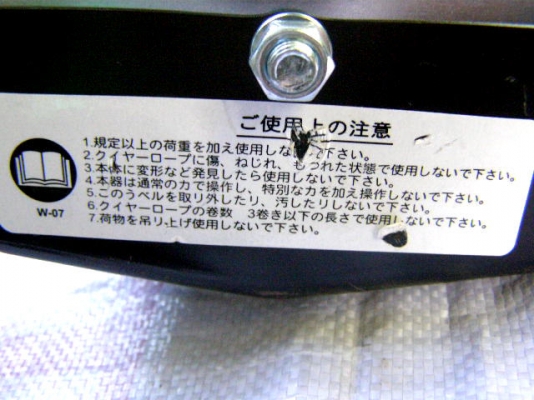 ご使用上の注意
1.規定以上の荷重を加え使用しな で下さい。
2.クイヤーロープに傷、ねじれ、もつれた状態で使用しないで下さい。
3.本体に変形など発見したら使用しないで下さい。
4.本器は通常の力で操作し、特別な力を加え操作しないで下さい。
5.このうベルを取り外したり、汚したりしないで下さい。
6.クイヤーロープの巻数 3巻き以下の長さで使用しないで下さい。
7.荷物を吊り上げ使用しないで下さい。
W-07